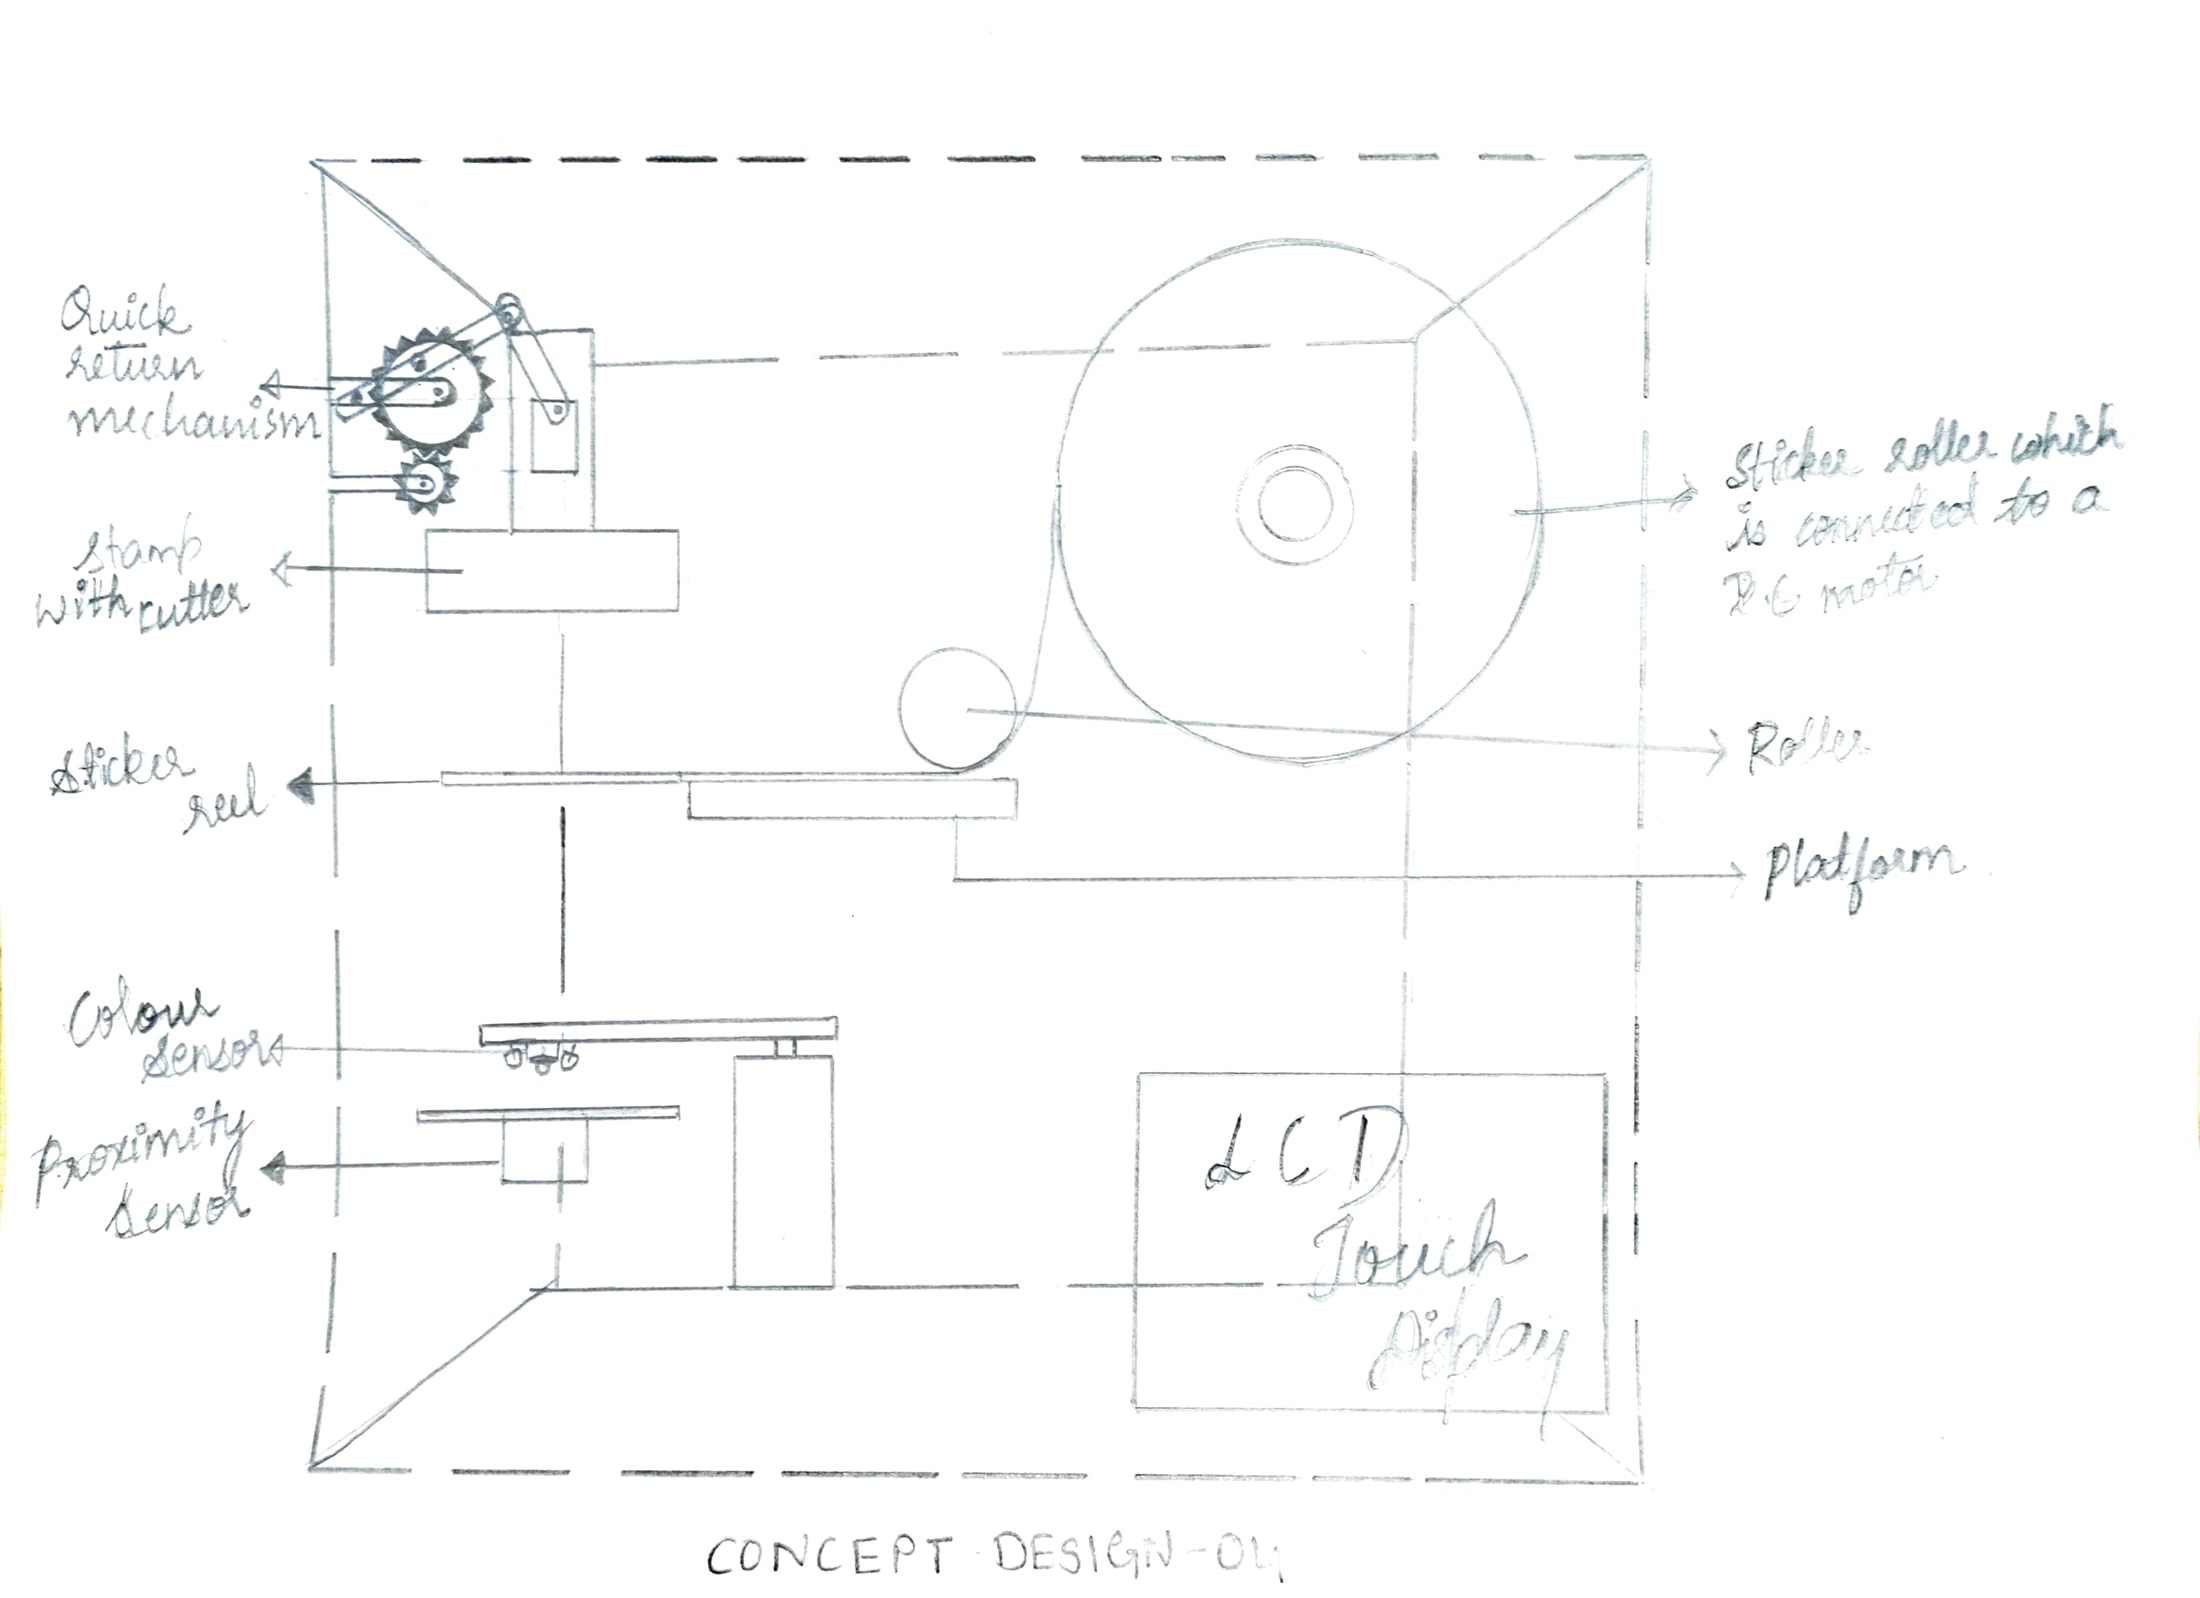 Quick
return
mechanism
Stamp
with cutter
Sticker
reel
Colour
Sensor
Proximity
Sensor
Sticker roller which
is connected to a
D.C motor
Roller
Platform
LCD
Touch
Display
CONCEPT DESIGN-04